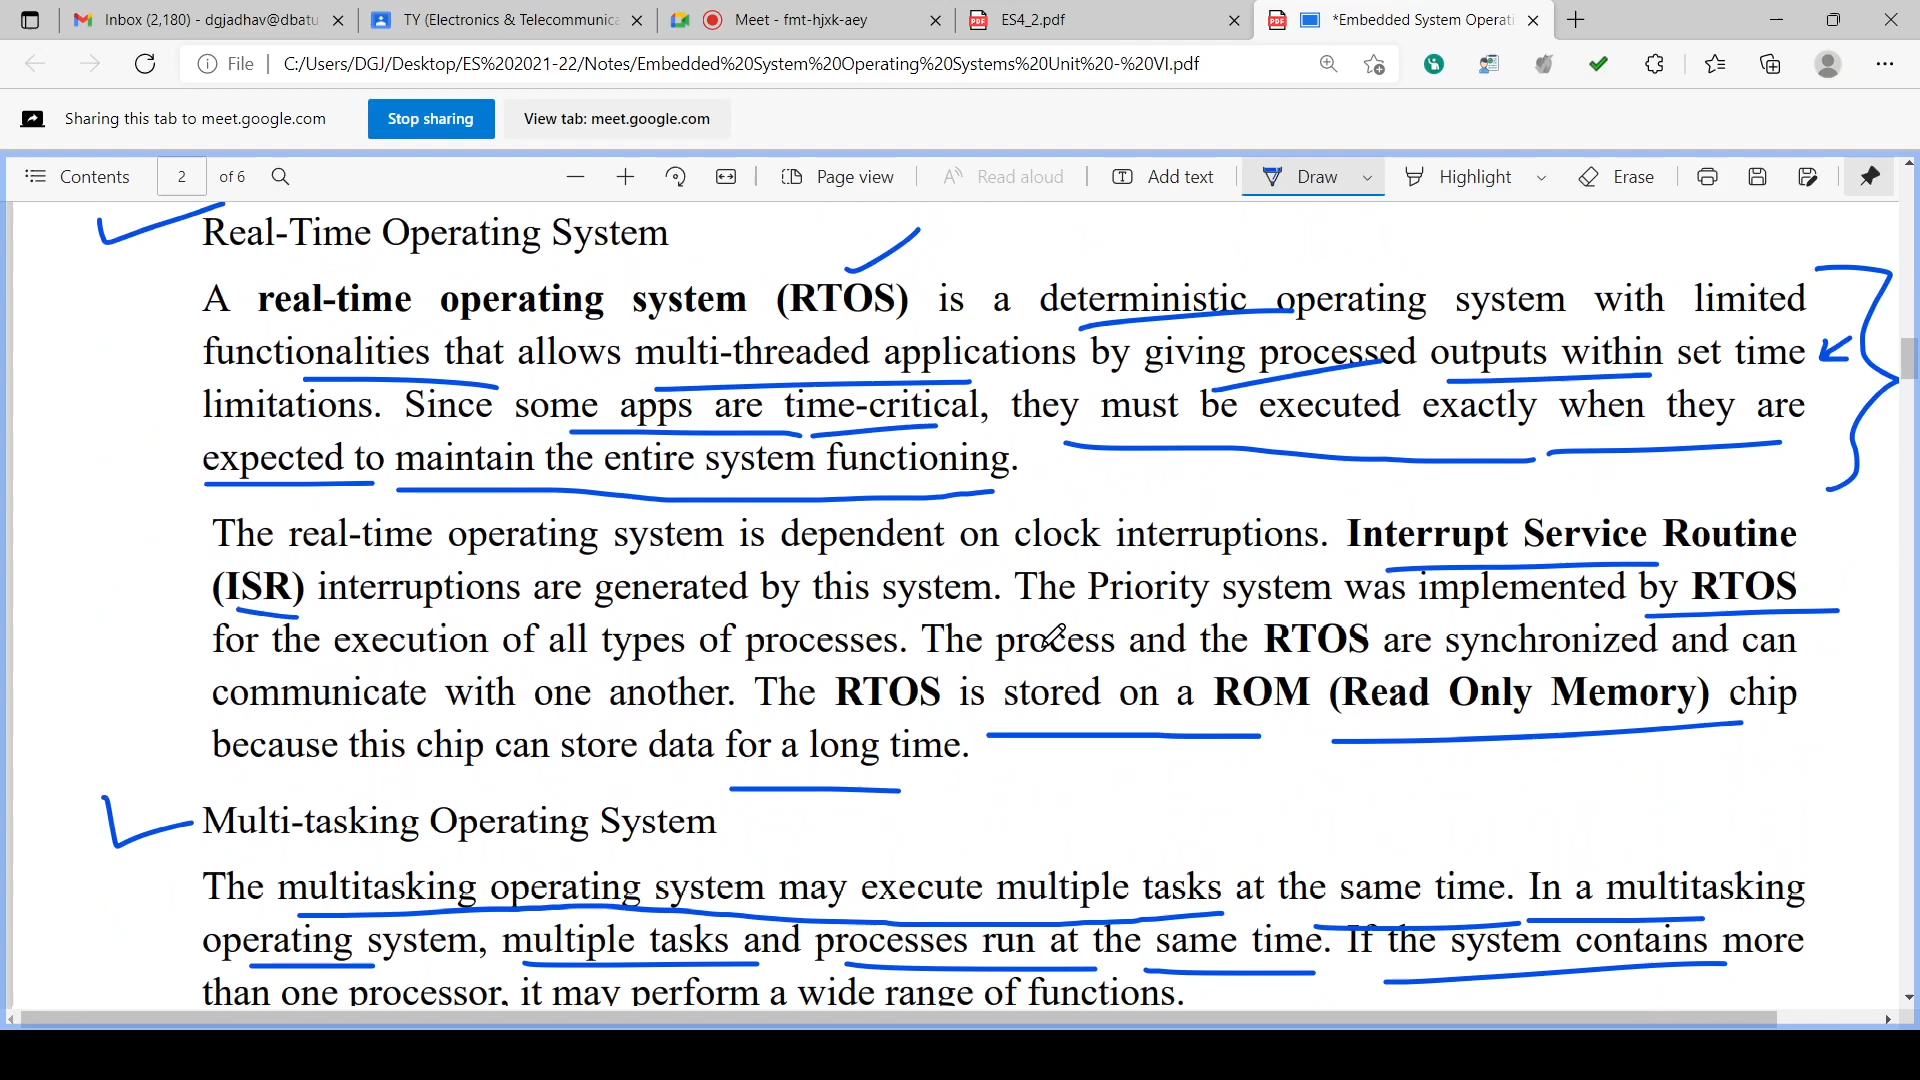 Inbox (2,180) - dgjadhav@dbatu
TY (Electronics & Telecommunica
Meet - fmt-hjxk-aey
ES4_2.pdf
*Embedded System Operati
File
C:/Users/DGJ/Desktop/ES%202021-22/Notes/Embedded%20System%20Operating%20Systems%20Unit%20-%20VI.pdf
Sharing this tab to meet.google.com
Stop sharing
View tab: meet.google.com
Contents
2
of 6
Page view
Read aloud
Add text
Draw
Highlight
Erase
Real-Time Operating System
A real-time operating system (RTOS) is a deterministic operating system with limited
functionalities that allows multi-threaded applications by giving processed outputs within set time
limitations. Since some apps are time-critical, they must be executed exactly when they are
expected to maintain the entire system functioning.
The real-time operating system is dependent on clock interruptions. Interrupt Service Routine
(ISR) interruptions are generated by this system. The Priority system was implemented by RTOS
for the execution of all types of processes. The process and the RTOS are synchronized and can
communicate with one another. The RTOS is stored on a ROM (Read Only Memory) chip
because this chip can store data for a long time.
Multi-tasking Operating System
The multitasking operating system may execute multiple tasks at the same time. In a multitasking
operating system, multiple tasks and processes run at the same time. If the system contains more
than one processor, it may perform a wide range of functions.